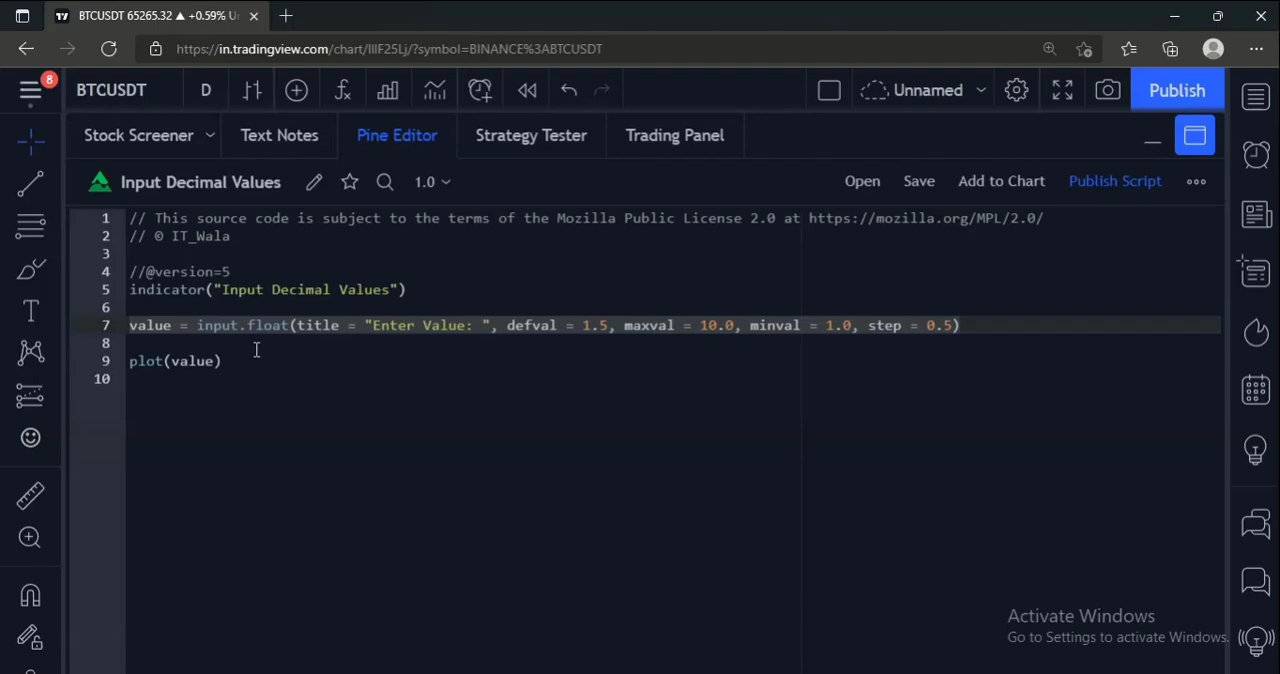 BTCUSDT 65265.32 ▲ +0.59% U
https://in.tradingview.com/chart/IIIF25Lj/?symbol=BINANCE%3ABTCUSDT
8
BTCUSDT
D
Unnamed
Publish
Stock Screener
Text Notes
Pine Editor
Strategy Tester
Trading Panel
Input Decimal Values
1.0
Open
Save
Add to Chart
Publish Script
1 // This source code is subject to the terms of the Mozilla Public License 2.0 at https://mozilla.org/MPL/2.0/
2 // © IT_Wala
3
4 //@version=5
5 indicator("Input Decimal Values")
6
7 value = input.float(title = "Enter Value: ", defval = 1.5, maxval = 10.0, minval = 1.0, step = 0.5)
8
9 plot(value)
10
Activate Windows
Go to Settings to activate Windows.